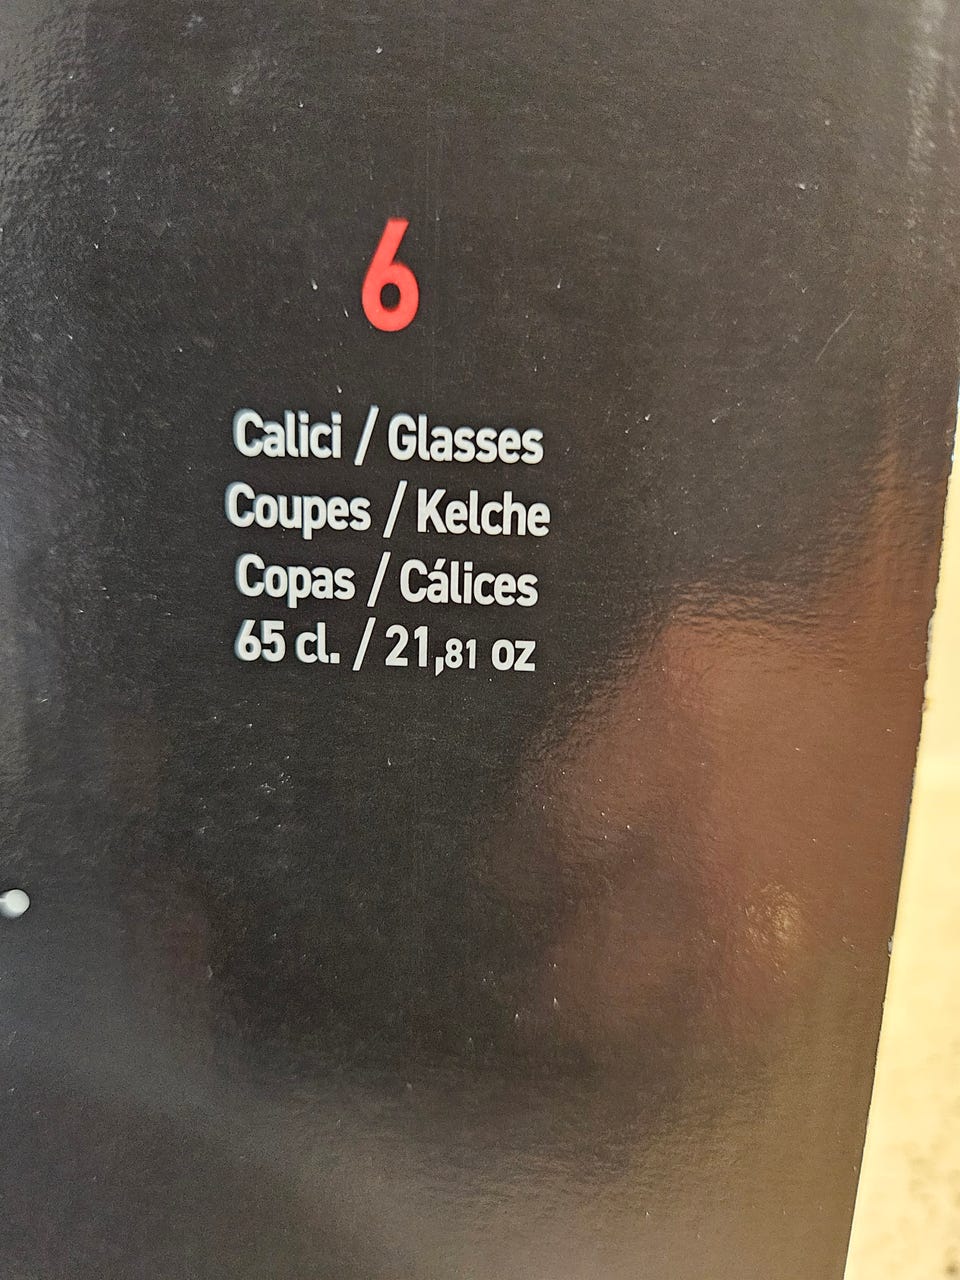 6
Calici / Glasses
Coupes / Kelche
Copas / Cálices
65 cl. / 21,81 oz